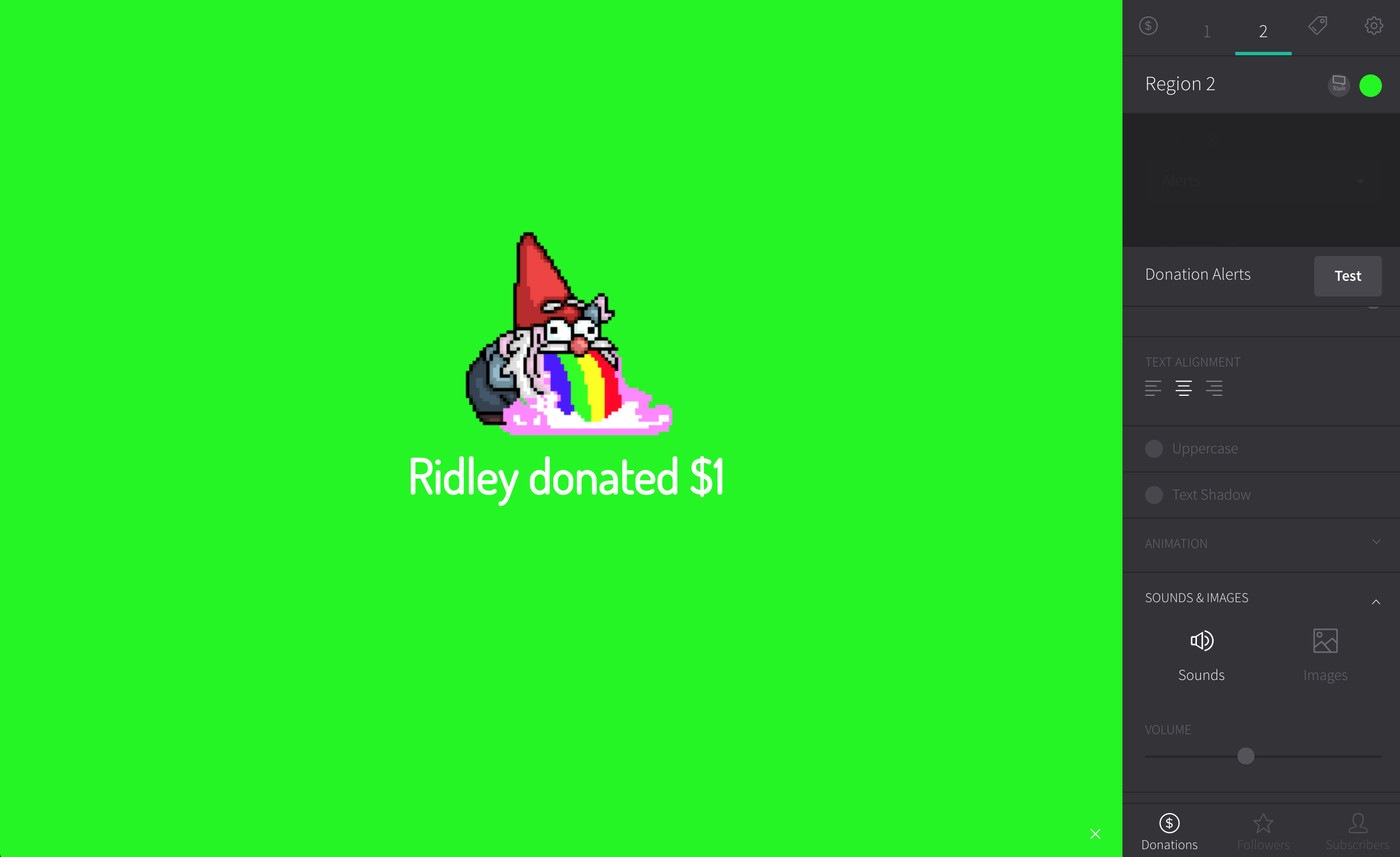 1
2
Region 2
Alerts
Donation Alerts
Test
TEXT ALIGNMENT
Uppercase
Text Shadow
ANIMATION
SOUNDS & IMAGES
Sounds
Images
VOLUME
Donations
Followers
Subscribers
Ridley donated $1